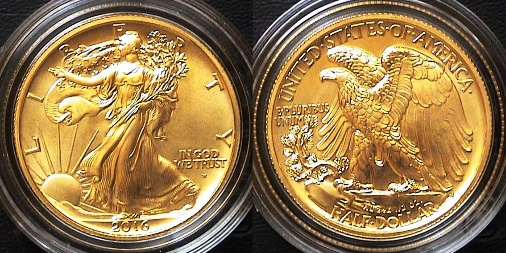 LIBERTY
IN GOD
WE TRUST
2016
UNITED STATES OF AMERICA
E PLURIBUS
UNUM
HALF DOLLAR